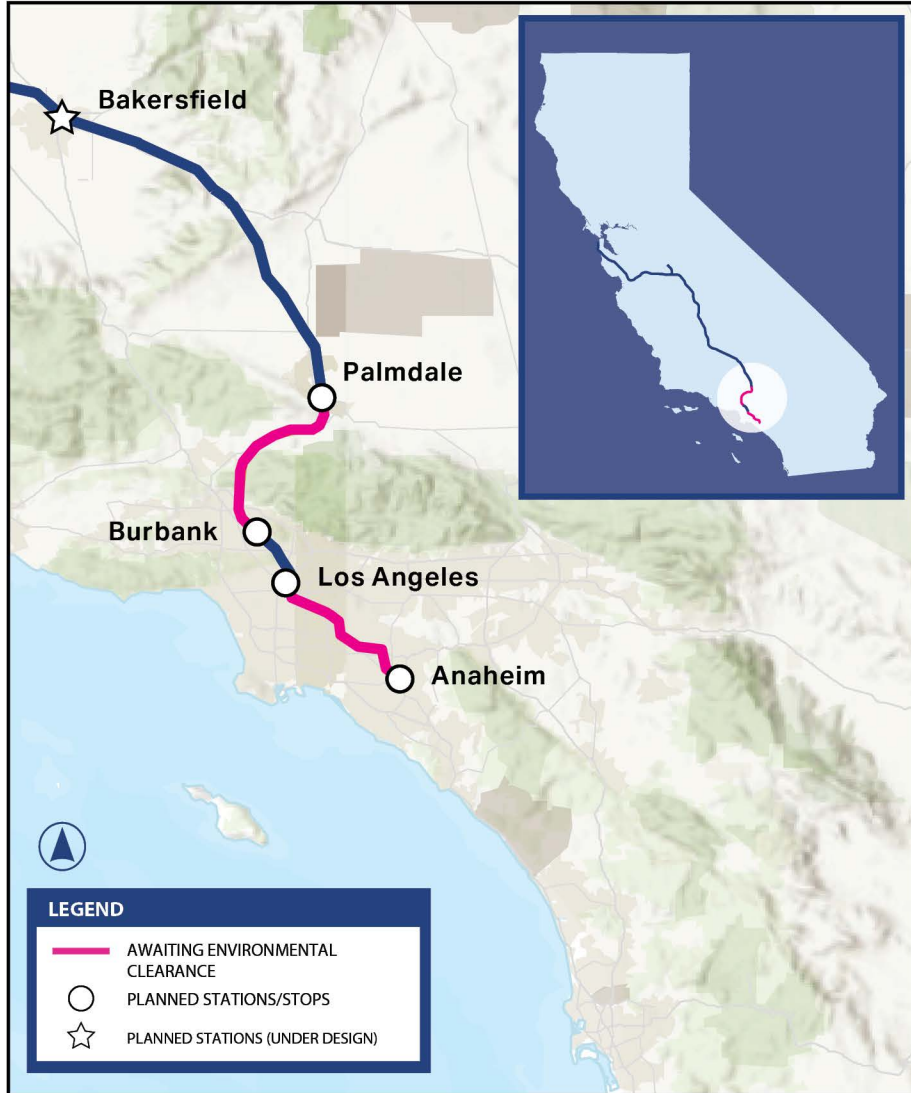 Bakersfield
Palmdale
Burbank
Los Angeles
Anaheim
LEGEND
AWAITING ENVIRONMENTAL
CLEARANCE
PLANNED STATIONS/STOPS
PLANNED STATIONS (UNDER DESIGN)